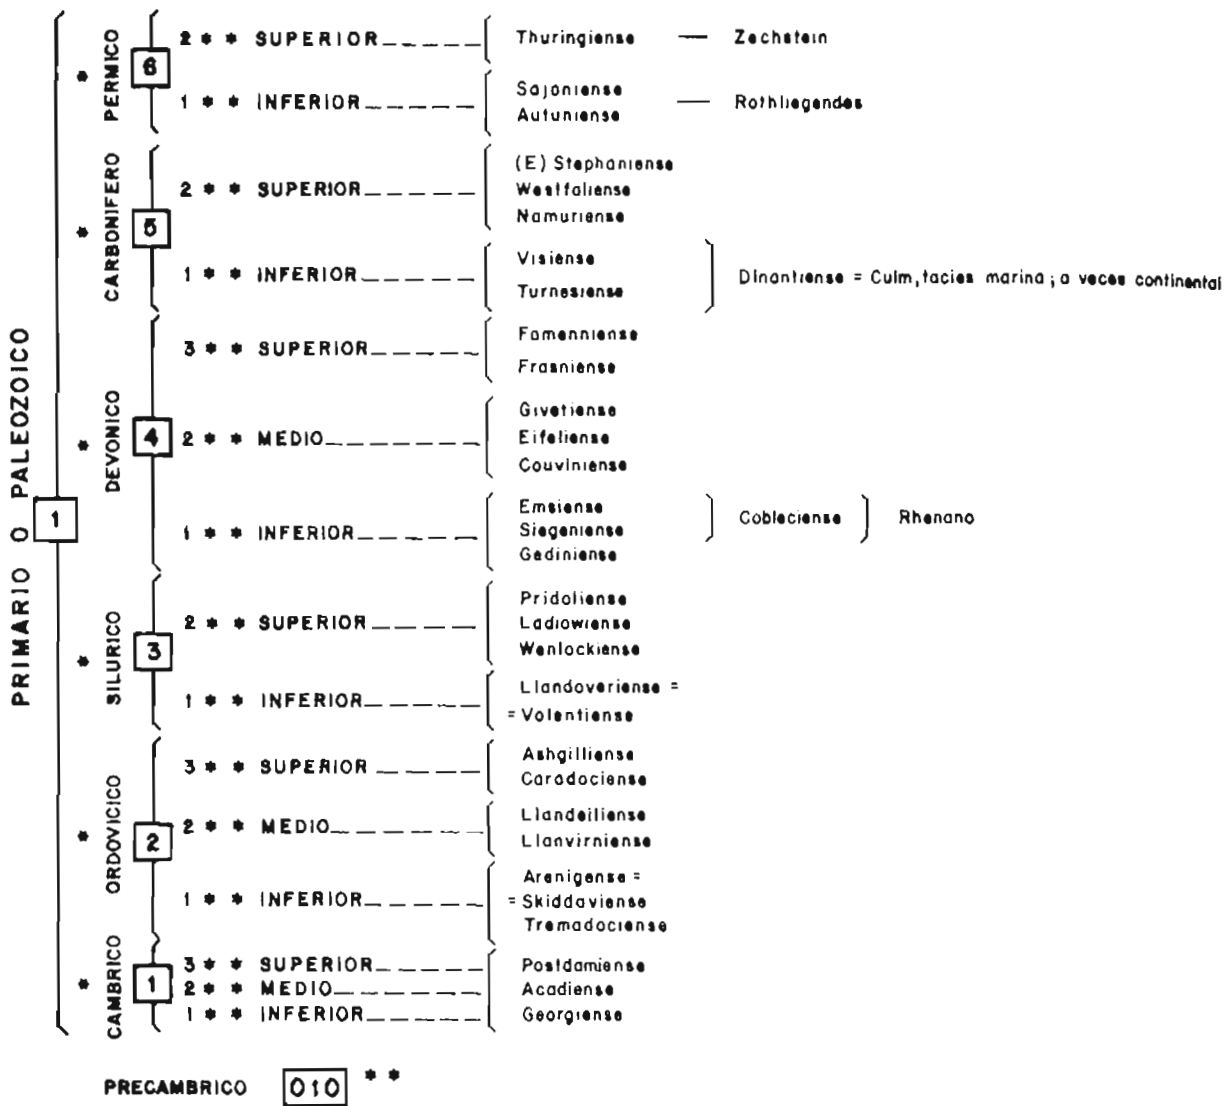 PRIMARIO O PALEOZOICO
1
* PERMICO
6
2 * * SUPERIOR
Thuringiense — Zechstein
1 * * INFERIOR
Sajoniense
Autuniense
— Rothliegendes
* CARBONIFERO
5
2 * * SUPERIOR
(E) Stephaniense
Westfaliense
Namuriense
1 * * INFERIOR
Visiense
Turnesiense
Dinantiense = Culm, facies marina; a veces continental
* DEVONICO
4
3 * * SUPERIOR
Famenniense
Frasniense
2 * * MEDIO
Givetiense
Eifeliense
Couviniense
1 * * INFERIOR
Emsiense
Siegeniense
Gediniense
Cobleciense
Rhenano
* SILURICO
3
2 * * SUPERIOR
Pridoliense
Ladlowiense
Wenlockiense
1 * * INFERIOR
Llandoveriense =
= Volentiense
* ORDOVICICO
2
3 * * SUPERIOR
Ashgilliense
Caradociense
2 * * MEDIO
Llandeiliense
Llanvirniense
1 * * INFERIOR
Arenigense =
= Skiddaviense
Tremadociense
* CAMBRICO
1
3 * * SUPERIOR
Postdamiense
2 * * MEDIO
Acadiense
1 * * INFERIOR
Georgiense
PRECAMBRICO 010 * *